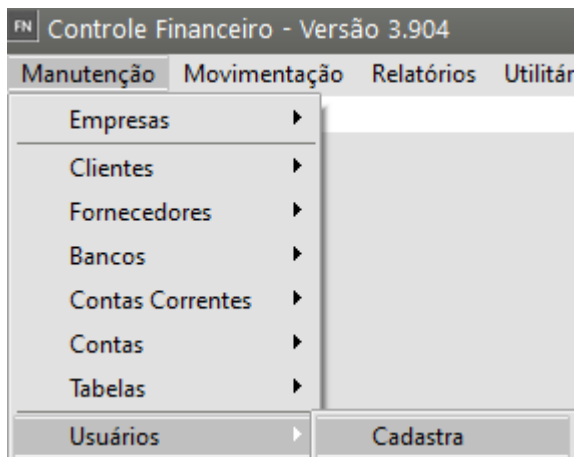 FN Controle Financeiro - Versão 3.904
Manutenção Movimentação Relatórios
Empresas
Clientes
Fornecedores
Bancos
Contas Correntes
Contas
Tabelas
Usuários Cadastra